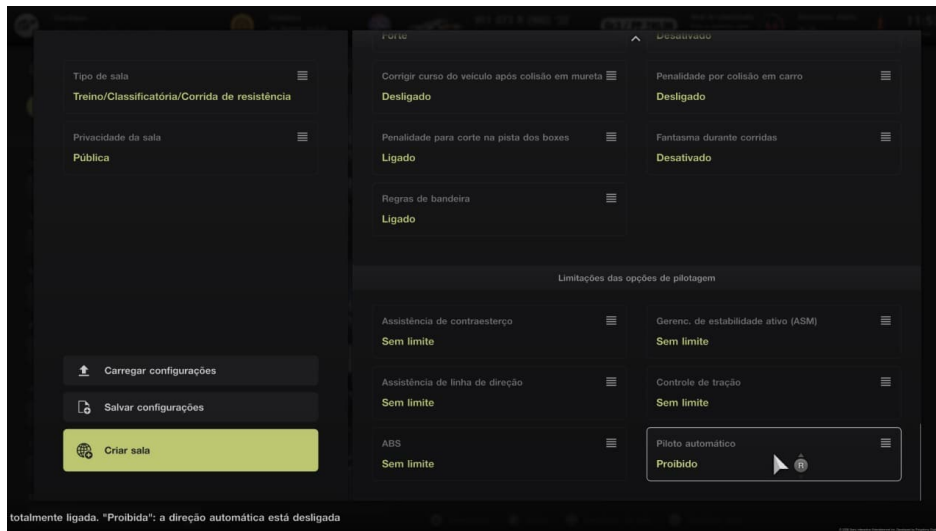 Forte
Desativado
Tipo de sala
Treino/Classificatória/Corrida de resistência
Corrigir curso do veículo após colisão em mureta
Desligado
Penalidade por colisão em carro
Desligado
Privacidade da sala
Pública
Penalidade para corte na pista dos boxes
Ligado
Fantasma durante corridas
Desativado
Regras de bandeira
Ligado
Limitações das opções de pilotagem
Assistência de contraesterço
Sem limite
Gerenc. de estabilidade ativo (ASM)
Sem limite
Carregar configurações
Assistência de linha de direção
Sem limite
Controle de tração
Sem limite
Salvar configurações
Criar sala
ABS
Sem limite
Piloto automático
Proibido
R
totalmente ligada. "Proibida": a direção automática está desligada